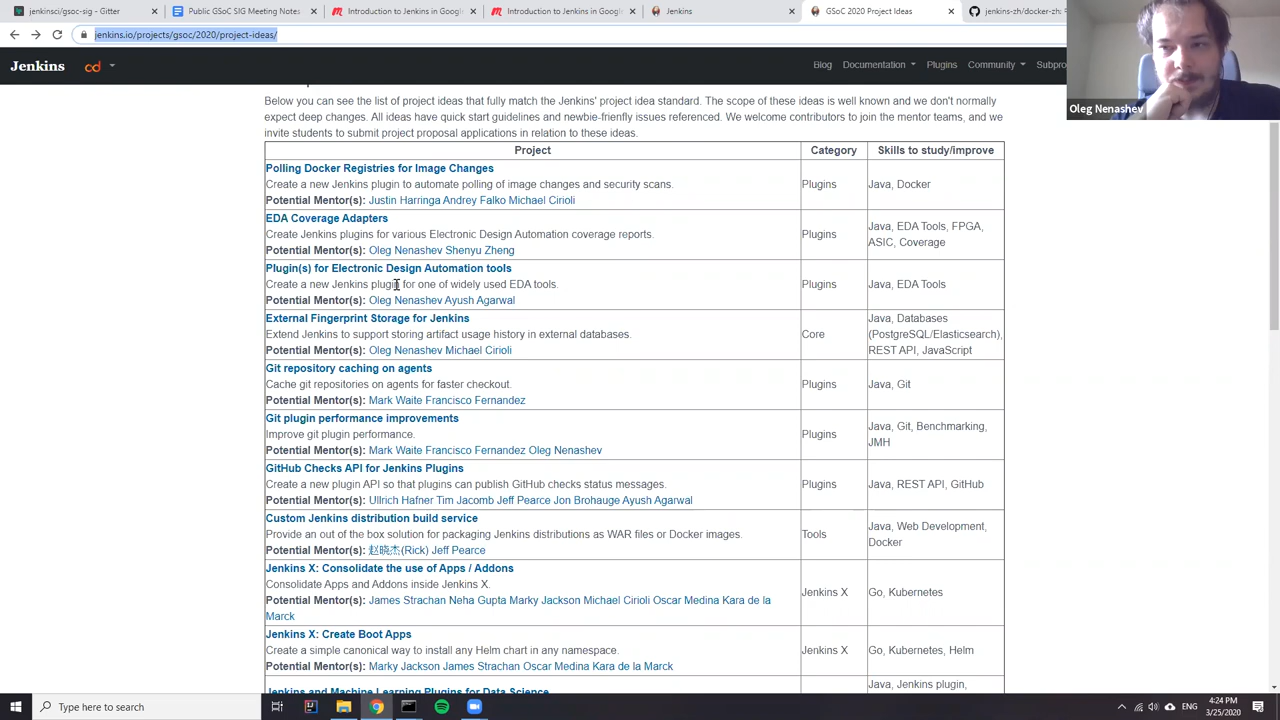 jenkinsci/gsoc-sig - Gitter
Public GSoC SIG Meeting Notes
Introduction to Jenkins in Googl
Introduction to Jenkins in Googl
Jenkins
GSoC 2020 Project Ideas
jenkins-zh/docker-zh:
jenkins.io/projects/gsoc/2020/project-ideas/
Jenkins
cd
Blog
Documentation
Plugins
Community
Subpro
Oleg Nenashev
Below you can see the list of project ideas that fully match the Jenkins' project idea standard. The scope of these ideas is well known and we don't normally
expect deep changes. All ideas have quick start guidelines and newbie-friendly issues referenced. We welcome contributors to join the mentor teams, and we
invite students to submit project proposal applications in relation to these ideas.
Project
Category
Skills to study/improve
Polling Docker Registries for Image Changes
Create a new Jenkins plugin to automate polling of image changes and security scans.
Potential Mentor(s): Justin Harringa Andrey Falko Michael Cirioli
Plugins
Java, Docker
EDA Coverage Adapters
Create Jenkins plugins for various Electronic Design Automation coverage reports.
Potential Mentor(s): Oleg Nenashev Shenyu Zheng
Plugins
Java, EDA Tools, FPGA,
ASIC, Coverage
Plugin(s) for Electronic Design Automation tools
Create a new Jenkins plugin for one of widely used EDA tools.
Potential Mentor(s): Oleg Nenashev Ayush Agarwal
Plugins
Java, EDA Tools
External Fingerprint Storage for Jenkins
Extend Jenkins to support storing artifact usage history in external databases.
Potential Mentor(s): Oleg Nenashev Michael Cirioli
Core
Java, Databases
(PostgreSQL/Elasticsearch),
REST API, JavaScript
Git repository caching on agents
Cache git repositories on agents for faster checkout.
Potential Mentor(s): Mark Waite Francisco Fernandez
Plugins
Java, Git
Git plugin performance improvements
Improve git plugin performance.
Potential Mentor(s): Mark Waite Francisco Fernandez Oleg Nenashev
Plugins
Java, Git, Benchmarking,
JMH
GitHub Checks API for Jenkins Plugins
Create a new plugin API so that plugins can publish GitHub checks status messages.
Potential Mentor(s): Ullrich Hafner Tim Jacomb Jeff Pearce Jon Brohauge Ayush Agarwal
Plugins
Java, REST API, GitHub
Custom Jenkins distribution build service
Provide an out of the box solution for packaging Jenkins distributions as WAR files or Docker images.
Potential Mentor(s): 赵晓杰(Rick) Jeff Pearce
Tools
Java, Web Development,
Docker
Jenkins X: Consolidate the use of Apps / Addons
Consolidate Apps and Addons inside Jenkins X.
Potential Mentor(s): James Strachan Neha Gupta Marky Jackson Michael Cirioli Oscar Medina Kara de la
Marck
Jenkins X
Go, Kubernetes
Jenkins X: Create Boot Apps
Create a simple canonical way to install any Helm chart in any namespace.
Potential Mentor(s): Marky Jackson James Strachan Oscar Medina Kara de la Marck
Jenkins X
Go, Kubernetes, Helm
Jenkins and Machine Learning Plugins for Data Science
Java, Jenkins plugin,
Type here to search
ENG
4:24 PM
3/25/2020